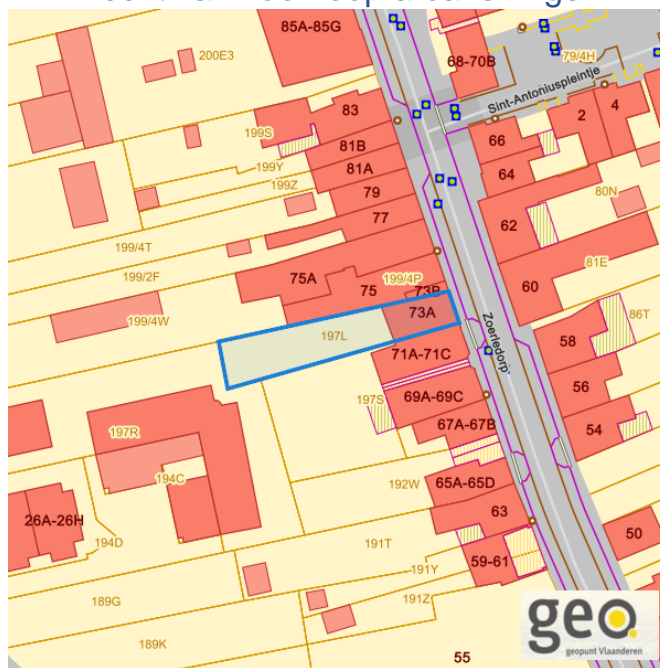 85A-85G
200E3
68-70B
79/4H
Sint-Antoniuspleintje
83
2
4
199S
81B
66
199Y
81A
64
199Z
79
80N
77
62
199/4T
81E
199/2F
75A
199/4P
60
75
73B
86T
199/4W
73A
197L
Zoerledorp
58
71A-71C
56
197S
69A-69C
54
197R
67A-67B
194C
192W
65A-65D
26A-26H
63
194D
191T
50
59-61
191Y
189G
191Z
geo.
189K
geopunt Vlaanderen
55